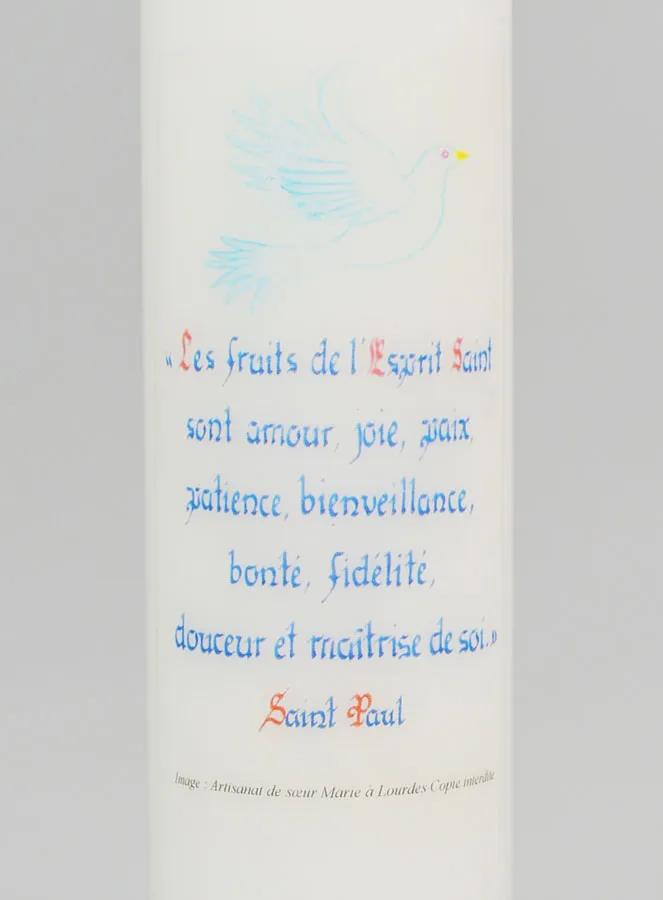 « Les fruits de l'Esprit Saint
sont amour, joie, paix,
patience, bienveillance,
bonté, fidélité,
douceur et maîtrise de soi.»
Saint Paul
Image : Artisanat de sœur Marie à Lourdes Copie interdite